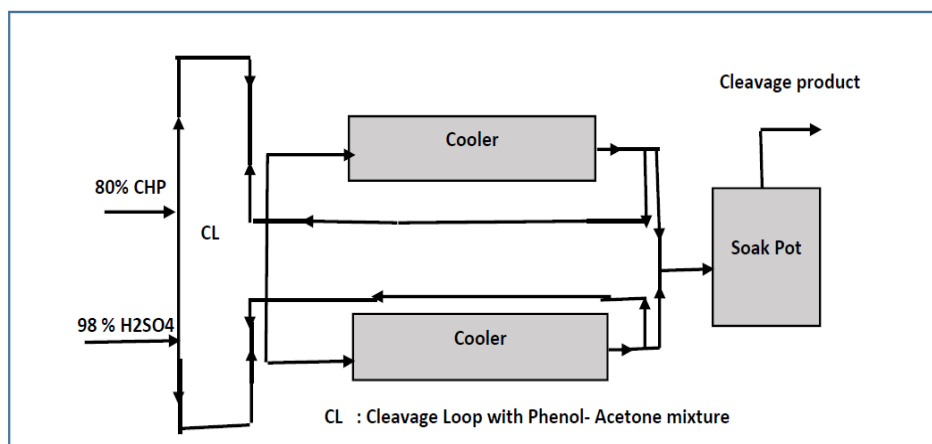 Cleavage product
Cooler
80% CHP
CL
Soak Pot
98 % H2SO4
Cooler
CL : Cleavage Loop with Phenol- Acetone mixture